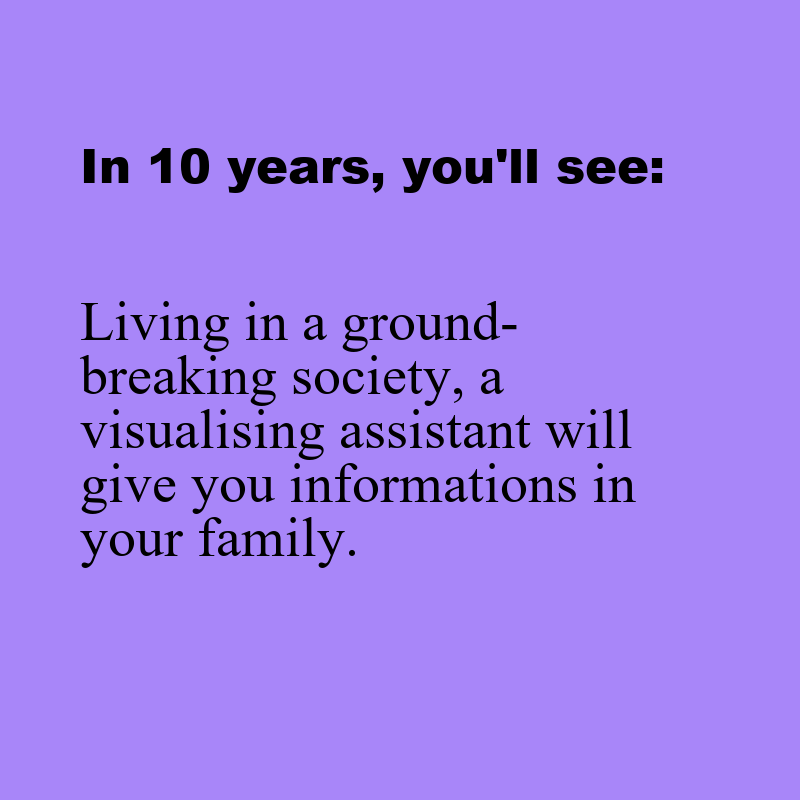 In 10 years, you'll see:
Living in a ground-
breaking society, a
visualising assistant will
give you informations in
your family.